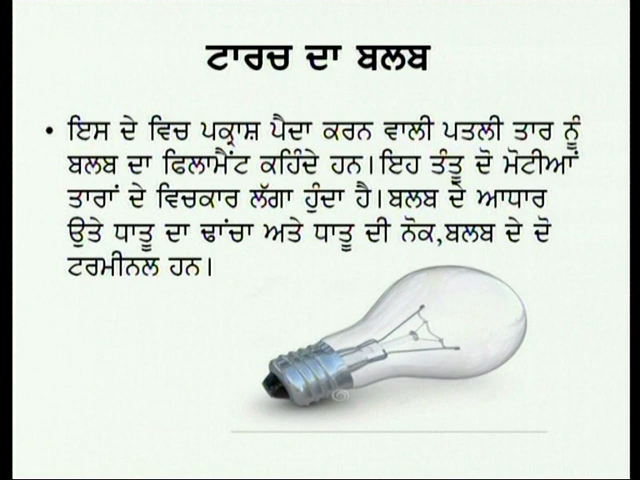 ਟਾਰਚ ਦਾ ਬਲਬ
• ਇਸ ਦੇ ਵਿਚ ਪਕ੍ਰਾਸ਼ ਪੈਦਾ ਕਰਨ ਵਾਲੀ ਪਤਲੀ ਤਾਰ ਨੂੰ
ਬਲਬ ਦਾ ਫਿਲਾਮੈਂਟ ਕਹਿੰਦੇ ਹਨ।ਇਹ ਤੰਤੂ ਦੋ ਮੋਟੀਆਂ
ਤਾਰਾਂ ਦੇ ਵਿਚਕਾਰ ਲੱਗਾ ਹੁੰਦਾ ਹੈ।ਬਲਬ ਦੇ ਆਧਾਰ
ਉਤੇ ਧਾਤੂ ਦਾ ਢਾਂਚਾ ਅਤੇ ਧਾਤੂ ਦੀ ਨੋਕ,ਬਲਬ ਦੇ ਦੋ
ਟਰਮੀਨਲ ਹਨ।